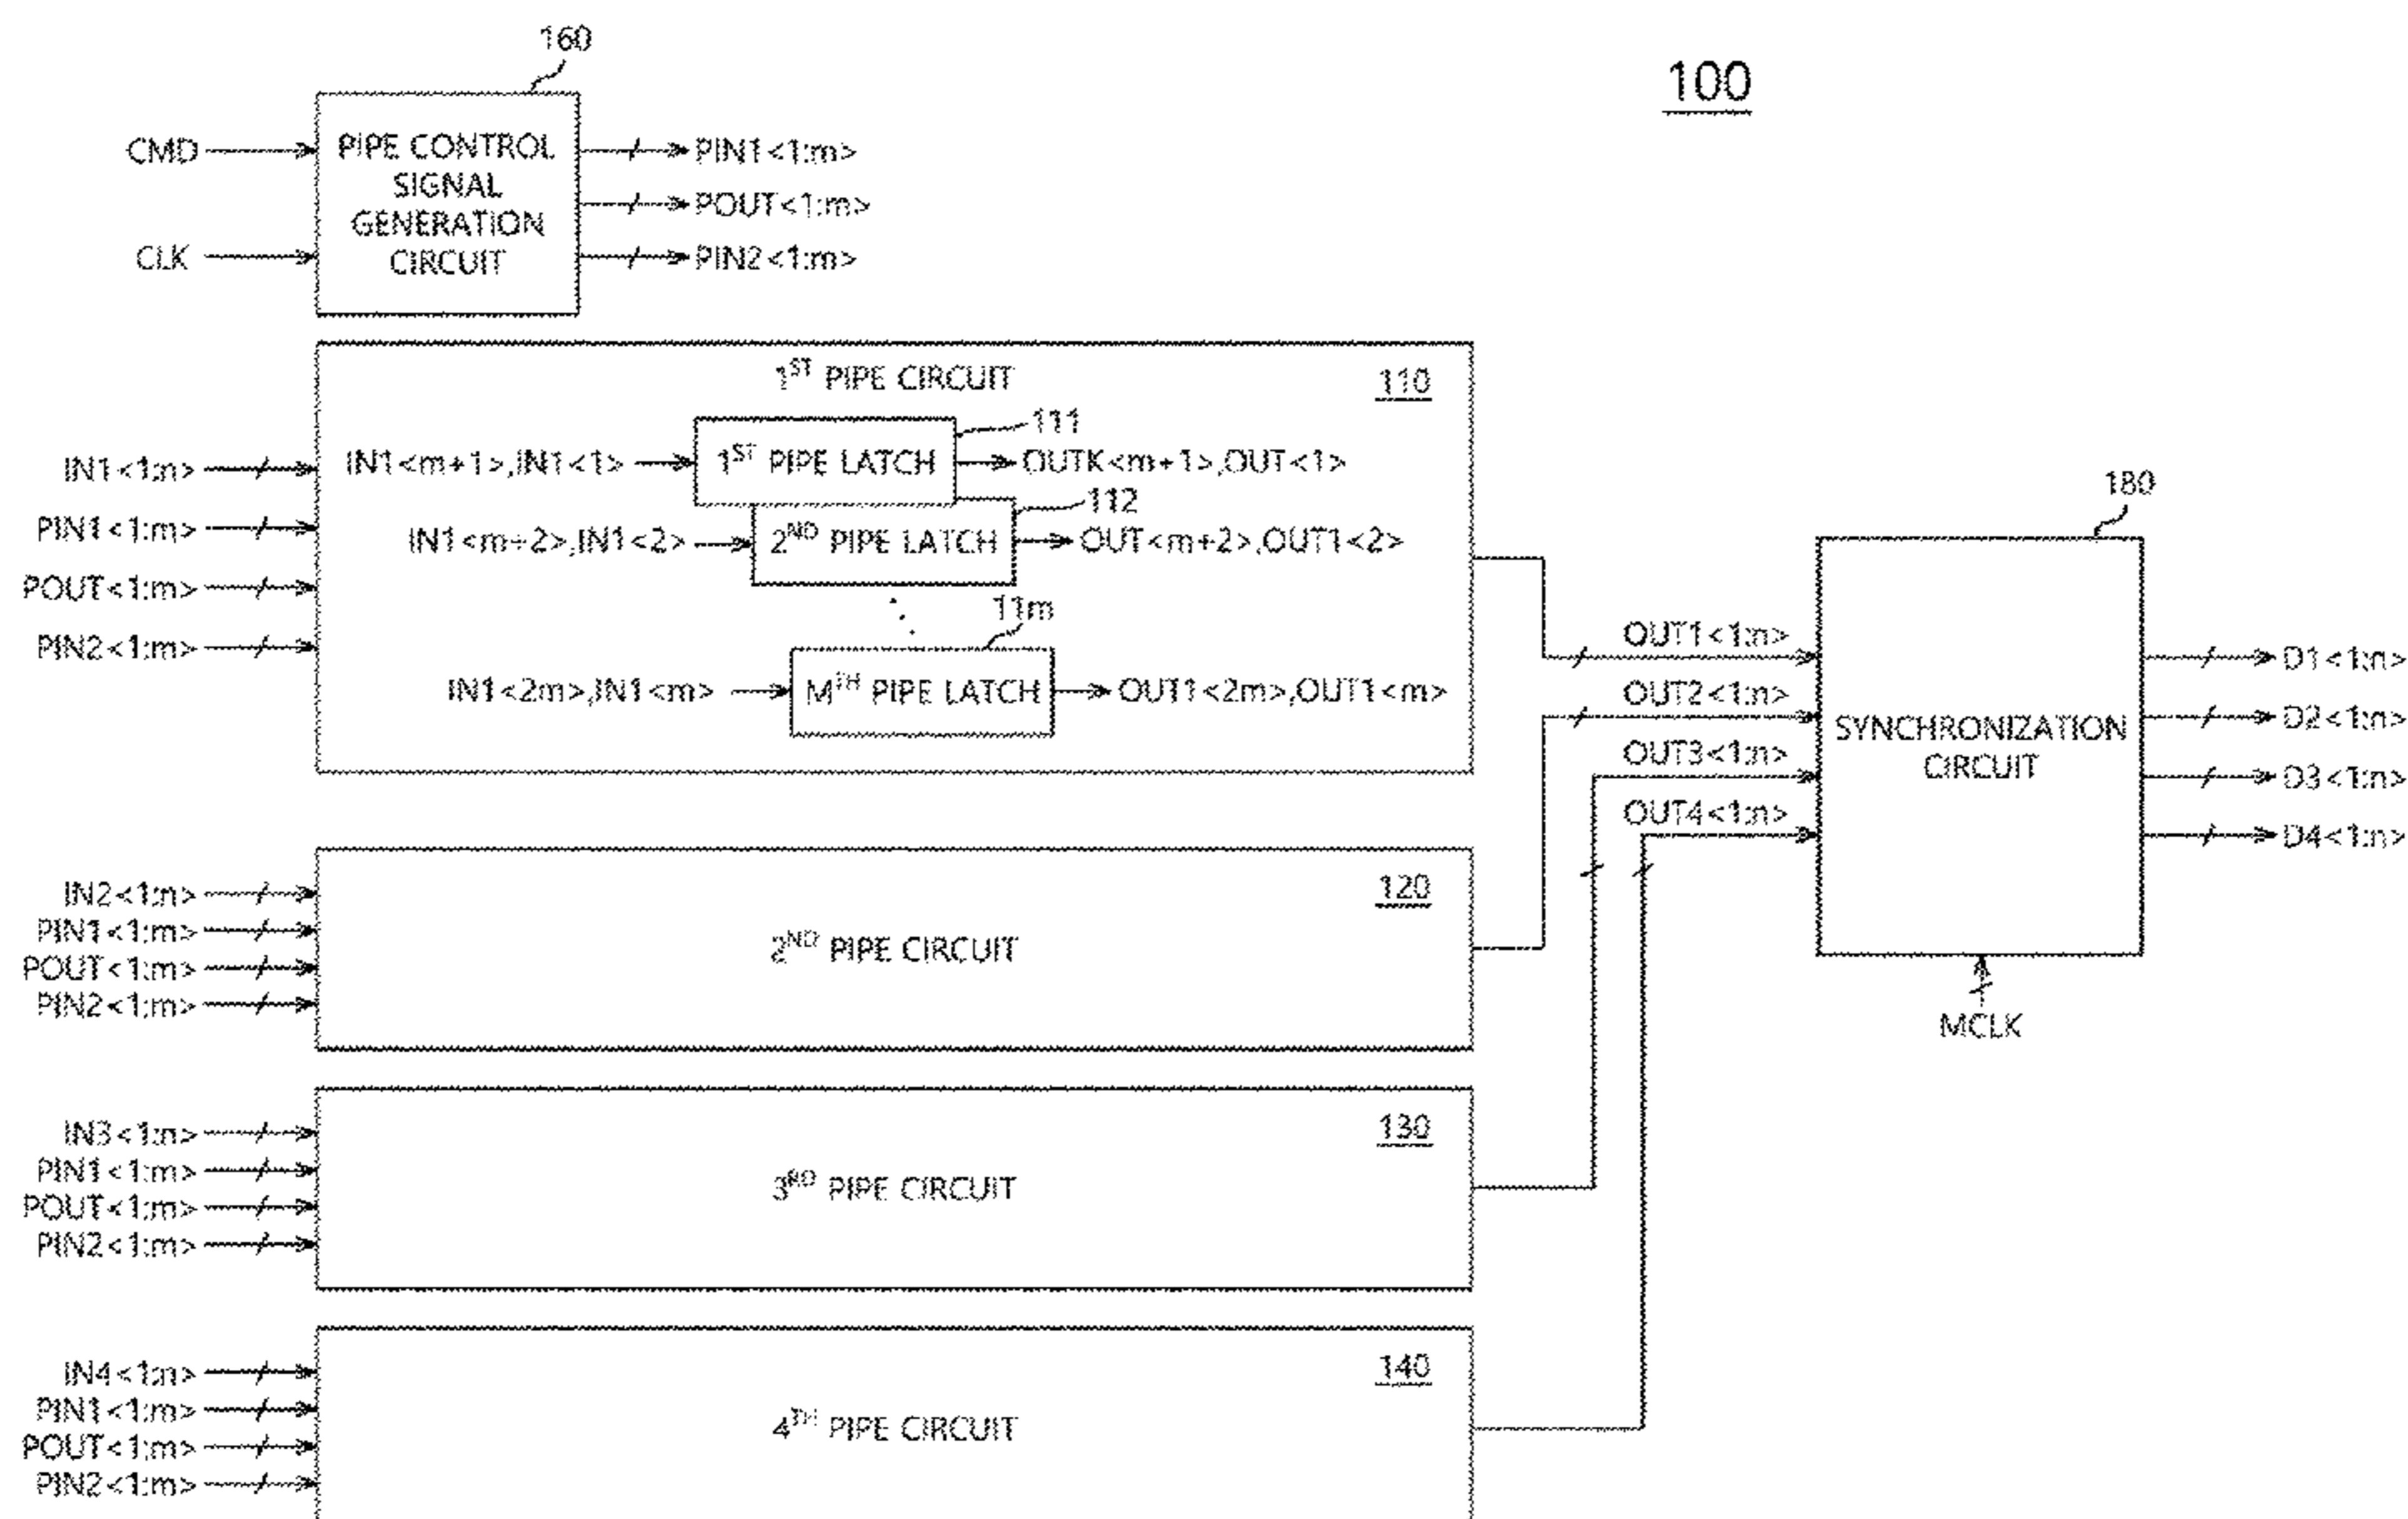 100
160
CMD
CLK
PIPE CONTROL
SIGNAL
GENERATION
CIRCUIT
PIN1<1:m>
POUT<1:m>
PIN2<1:m>
1ST PIPE CIRCUIT
110
IN1<1:n>
PIN1<1:m>
POUT<1:m>
PIN2<1:m>
111
IN1<m+1>,IN1<1>
1ST PIPE LATCH
OUTK<m+1>,OUT<1>
112
IN1<m+2>,IN1<2>
2ND PIPE LATCH
OUT<m+2>,OUT1<2>
11m
IN1<2m>,IN1<m>
MTH PIPE LATCH
OUT1<2m>,OUT1<m>
IN2<1:n>
PIN1<1:m>
POUT<1:m>
PIN2<1:m>
120
2ND PIPE CIRCUIT
IN3<1:n>
PIN1<1:m>
POUT<1:m>
PIN2<1:m>
130
3RD PIPE CIRCUIT
IN4<1:n>
PIN1<1:m>
POUT<1:m>
PIN2<1:m>
140
4TH PIPE CIRCUIT
OUT1<1:n>
OUT2<1:n>
OUT3<1:n>
OUT4<1:n>
180
SYNCHRONIZATION
CIRCUIT
MCLK
D1<1:n>
D2<1:n>
D3<1:n>
D4<1:n>